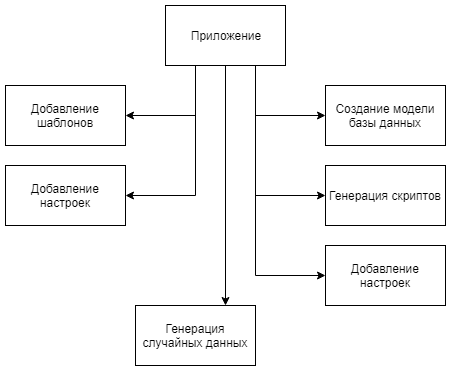 Приложение
Добавление
шаблонов
Создание модели
базы данных
Добавление
настроек
Генерация скриптов
Добавление
настроек
Генерация
случайных данных